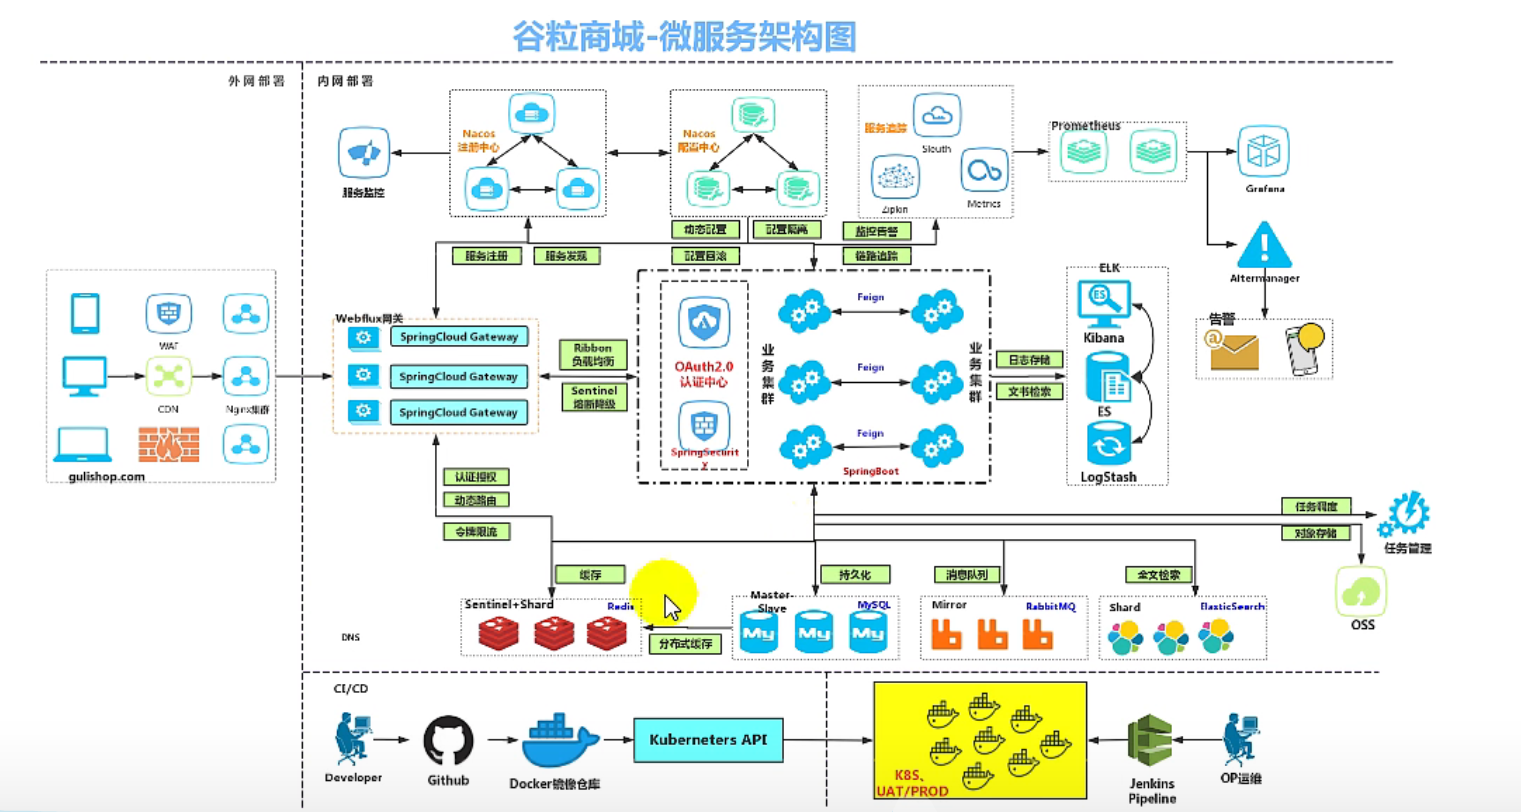 谷粒商城-微服务架构图
外网部署
内网部署
Nacos
注册中心
Nacos
配置中心
服务追踪
Sleuth
Zipkin
Metrics
Prometheus
Grafana
服务监控
服务注册
服务发现
动态配置
配置隔离
配置回滚
监控告警
链路追踪
Altermanager
告警
WAF
CDN
Nginx集群
gulishop.com
Webflux网关
SpringCloud Gateway
SpringCloud Gateway
SpringCloud Gateway
Ribbon
负载均衡
Sentinel
熔断降级
OAuth2.0
认证中心
SpringSecurit
Y
业务集群
Feign
Feign
Feign
SpringBoot
业务集群
日志存储
文书检索
ELK
Kibana
ES
LogStash
认证授权
动态路由
令牌限流
任务调度
对象存储
任务管理
OSS
缓存
持久化
消息队列
全文检索
Sentinel+Shard
Redis
分布式缓存
Master-
Slave
MySQL
Mirror
RabbitMQ
Shard
ElasticSearch
DNS
CI/CD
Developer
Github
Docker镜像仓库
Kuberneters API
K8S、
UAT/PROD
Jenkins
Pipeline
OP运维